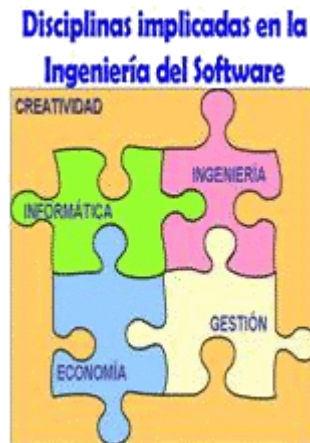 Disciplinas implicadas en la
Ingeniería del Software
CREATIVIDAD
INGENIERÍA
INFORMÁTICA
GESTIÓN
ECONOMÍA